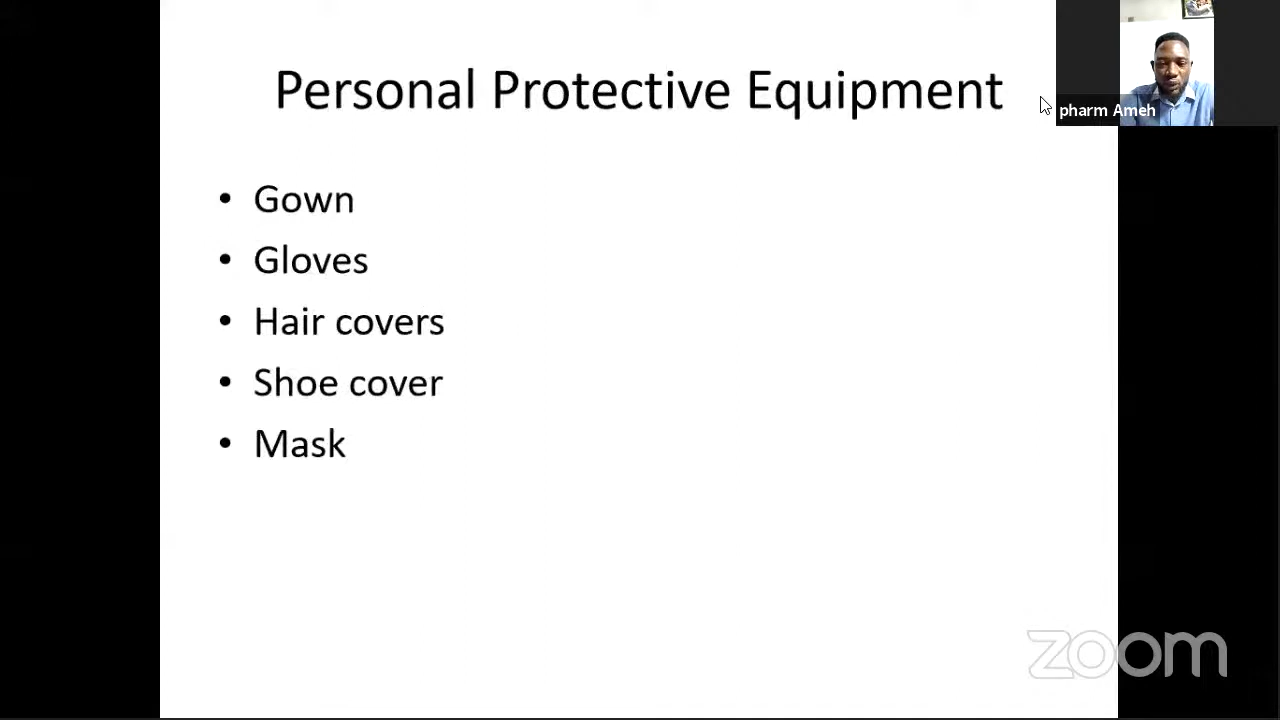 Personal Protective Equipment
pharm Ameh
• Gown
• Gloves
• Hair covers
• Shoe cover
• Mask
zoom